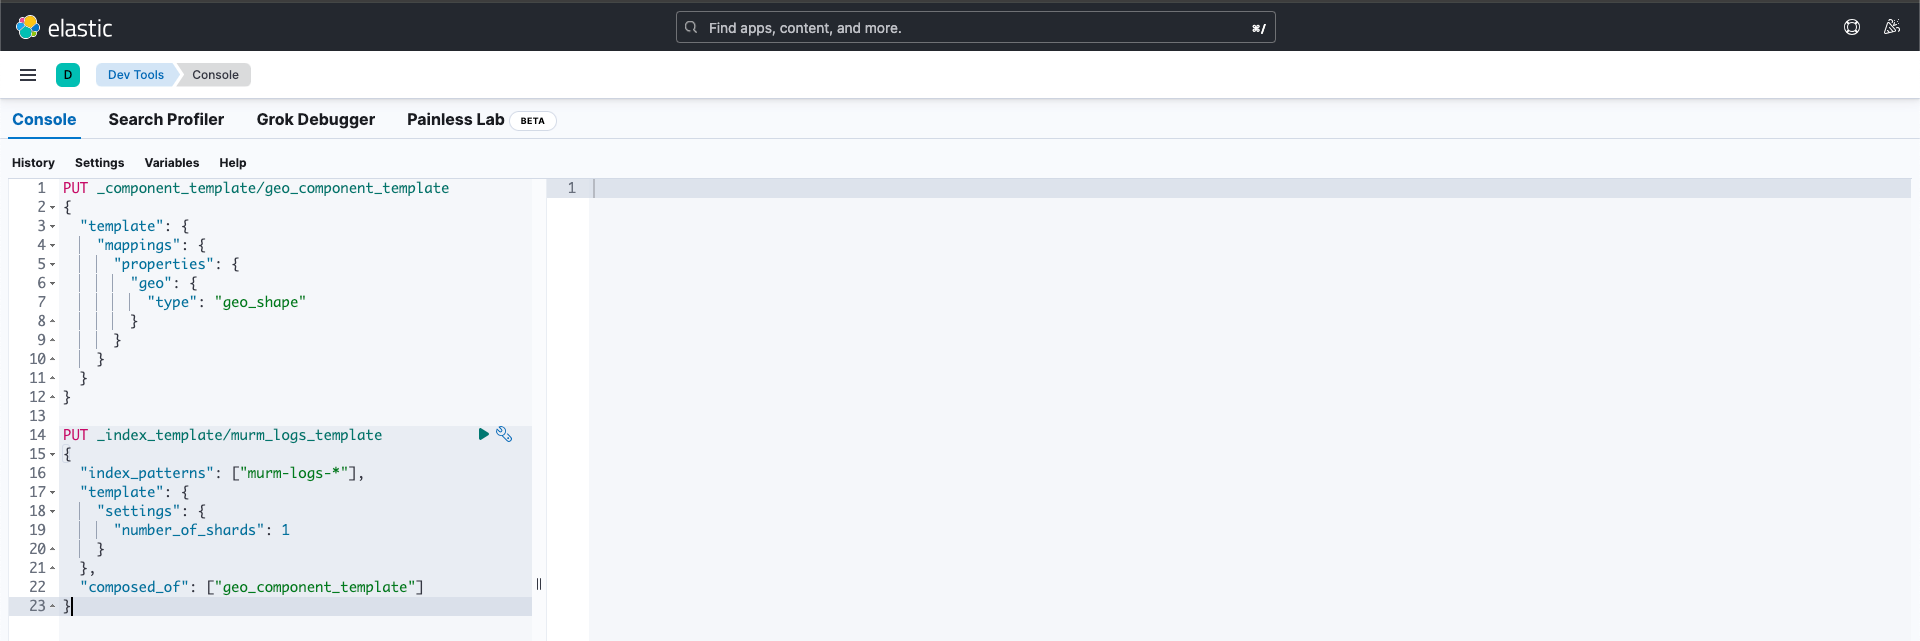 elastic
Find apps, content, and more. ⌘/
D Dev Tools Console
Console Search Profiler Grok Debugger Painless Lab BETA
History Settings Variables Help
1 PUT _component_template/geo_component_template
2 {
3 "template": {
4 "mappings": {
5 "properties": {
6 "geo": {
7 "type": "geo_shape"
8 }
9 }
10 }
11 }
12 }
13
14 PUT _index_template/murm_logs_template
15 {
16 "index_patterns": ["murm-logs-*"],
17 "template": {
18 "settings": {
19 "number_of_shards": 1
20 }
21 },
22 "composed_of": ["geo_component_template"]
23 }
1